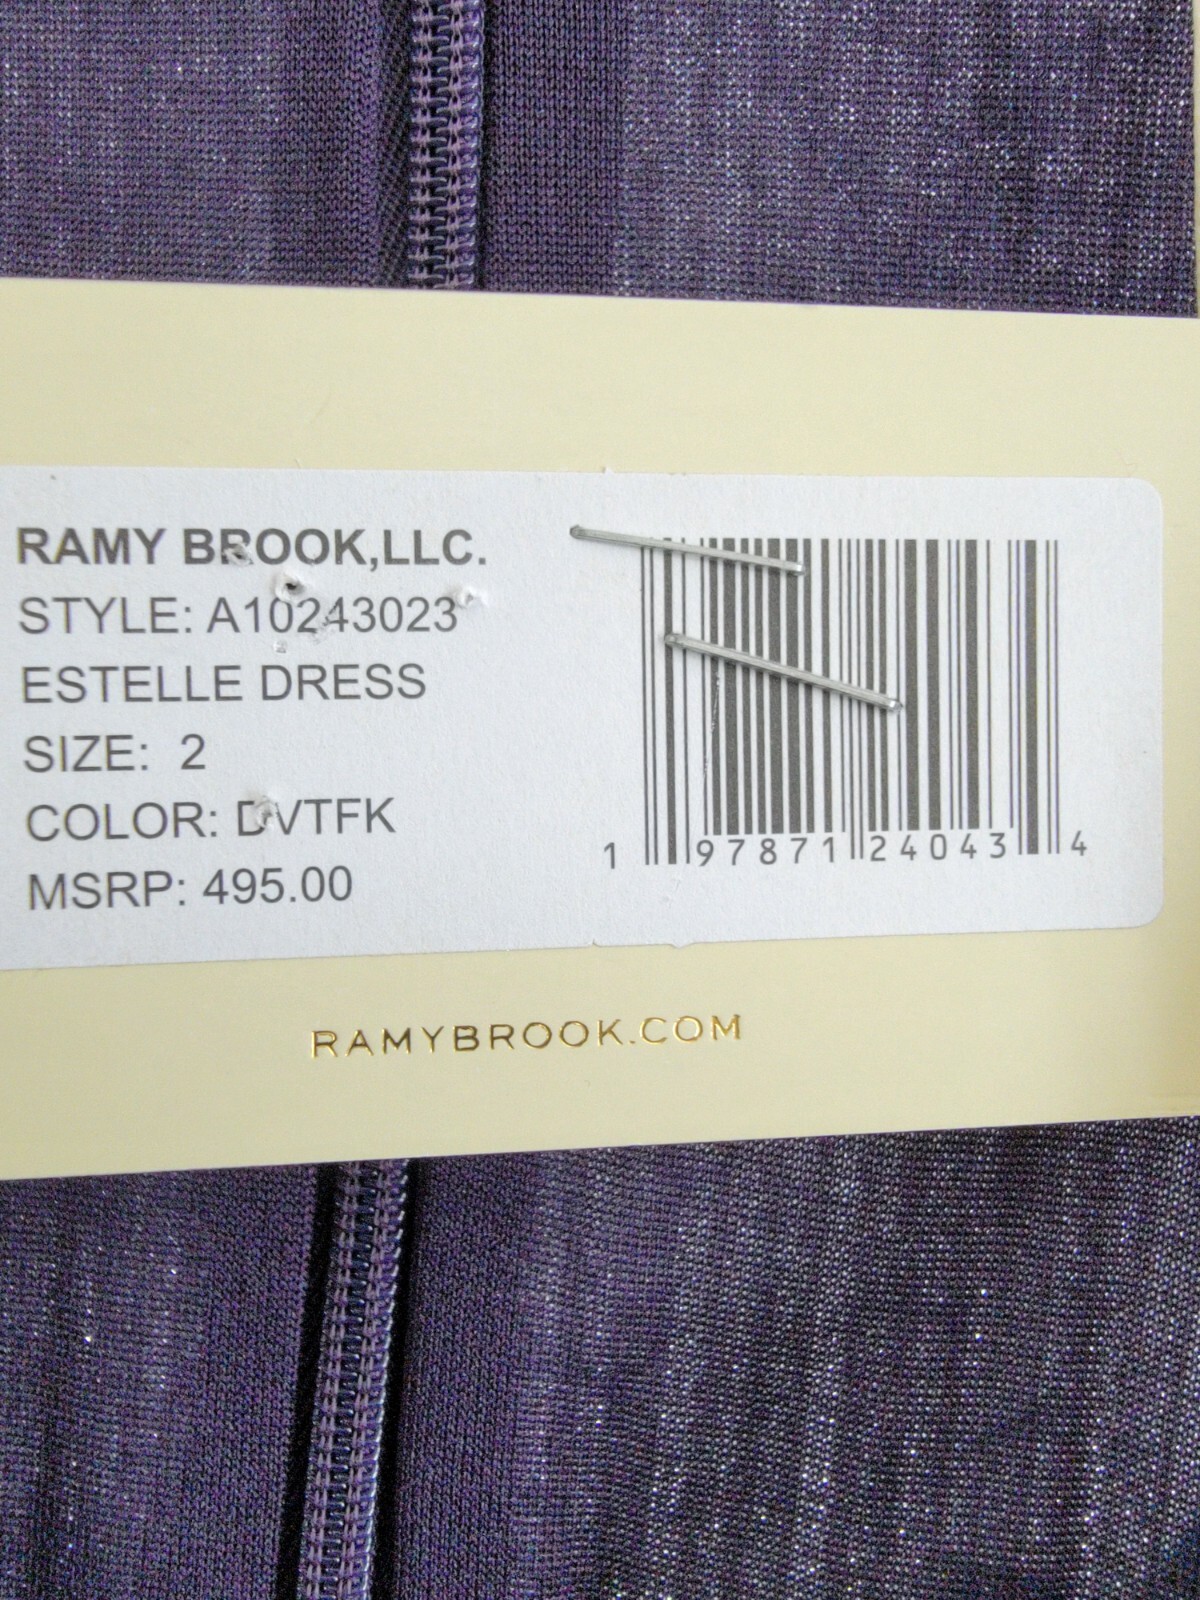 RAMY BROOK,LLC.
STYLE: A10243023
ESTELLE DRESS
SIZE: 2
COLOR: DVTFK
MSRP: 495.00
1 97871 24043 4
RAMYBROOK.COM